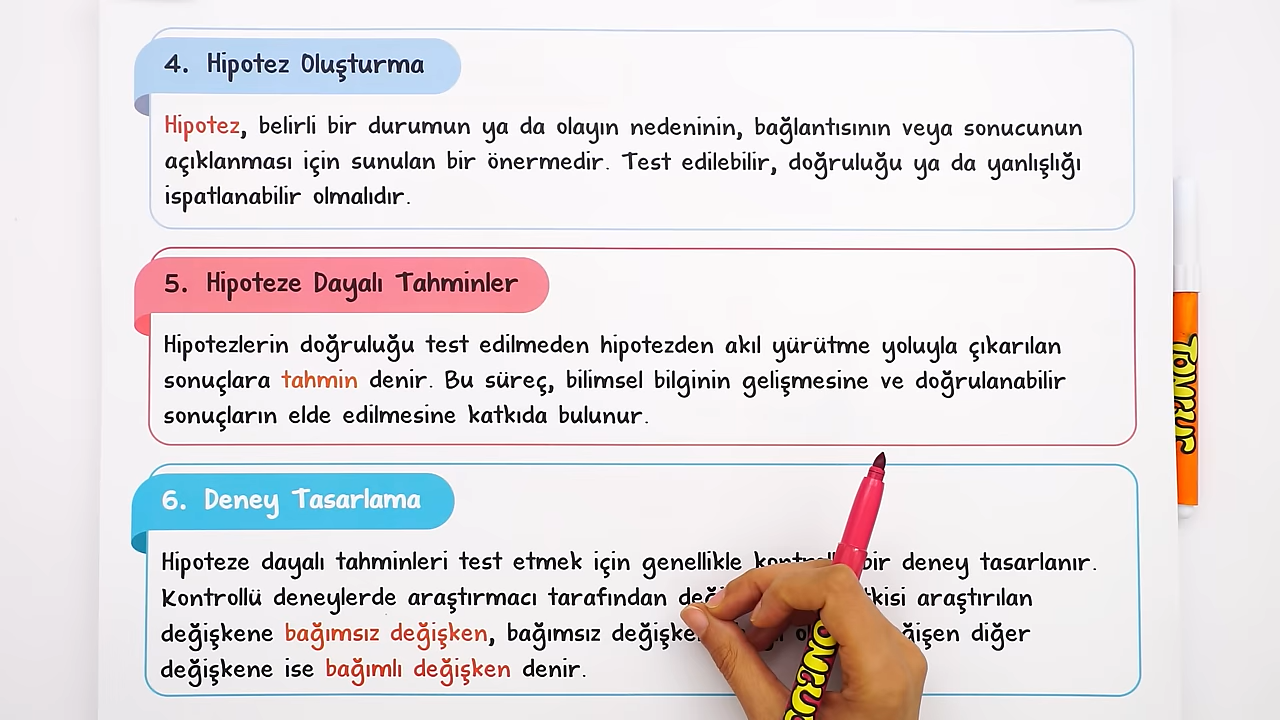 4. Hipotez Oluşturma
Hipotez, belirli bir durumun ya da olayın nedeninin, bağlantısının veya sonucunun
açıklanması için sunulan bir önermedir. Test edilebilir, doğruluğu ya da yanlışlığı
ispatlanabilir olmalıdır.
5. Hipoteze Dayalı Tahminler
Hipotezlerin doğruluğu test edilmeden hipotezden akıl yürütme yoluyla çıkarılan
sonuçlara tahmin denir. Bu süreç, bilimsel bilginin gelişmesine ve doğrulanabilir
sonuçların elde edilmesine katkıda bulunur.
6. Deney Tasarlama
Hipoteze dayalı tahminleri test etmek için genellikle kontrollü bir deney tasarlanır.
Kontrollü deneylerde araştırmacı tarafından araştırılan
değişkene bağımsız değişken, bağımsız diğer
değişkene ise bağımlı değişken denir.
TOMBUL